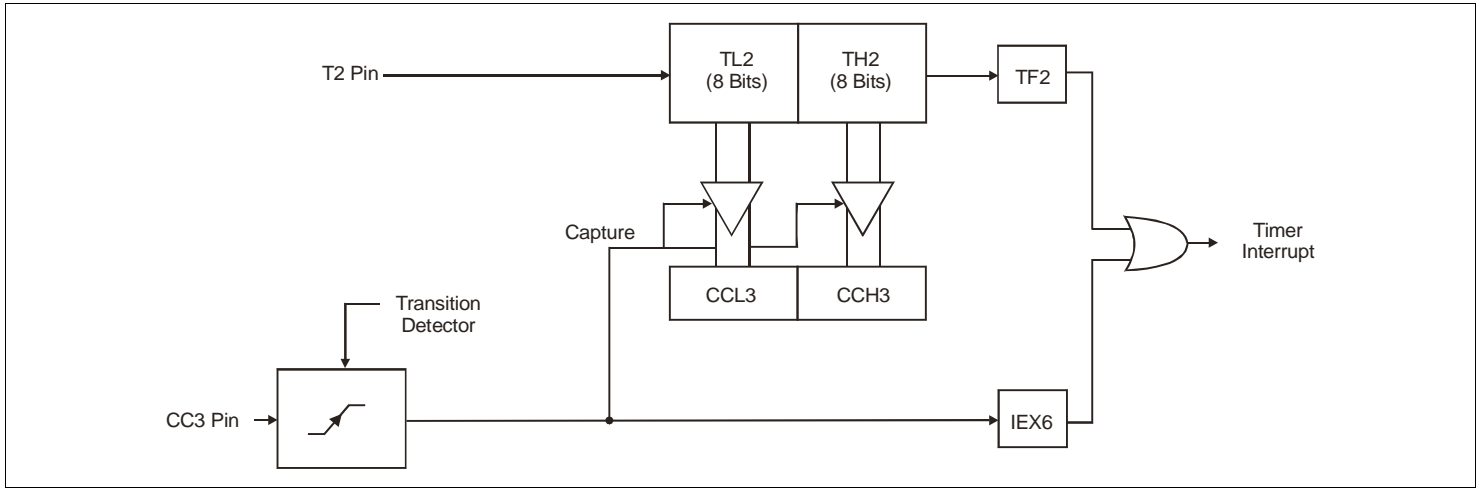 T2 Pin
TL2
(8 Bits)
TH2
(8 Bits)
TF2
Capture
Timer
Interrupt
CCL3
CCH3
Transition
Detector
CC3 Pin
IEX6